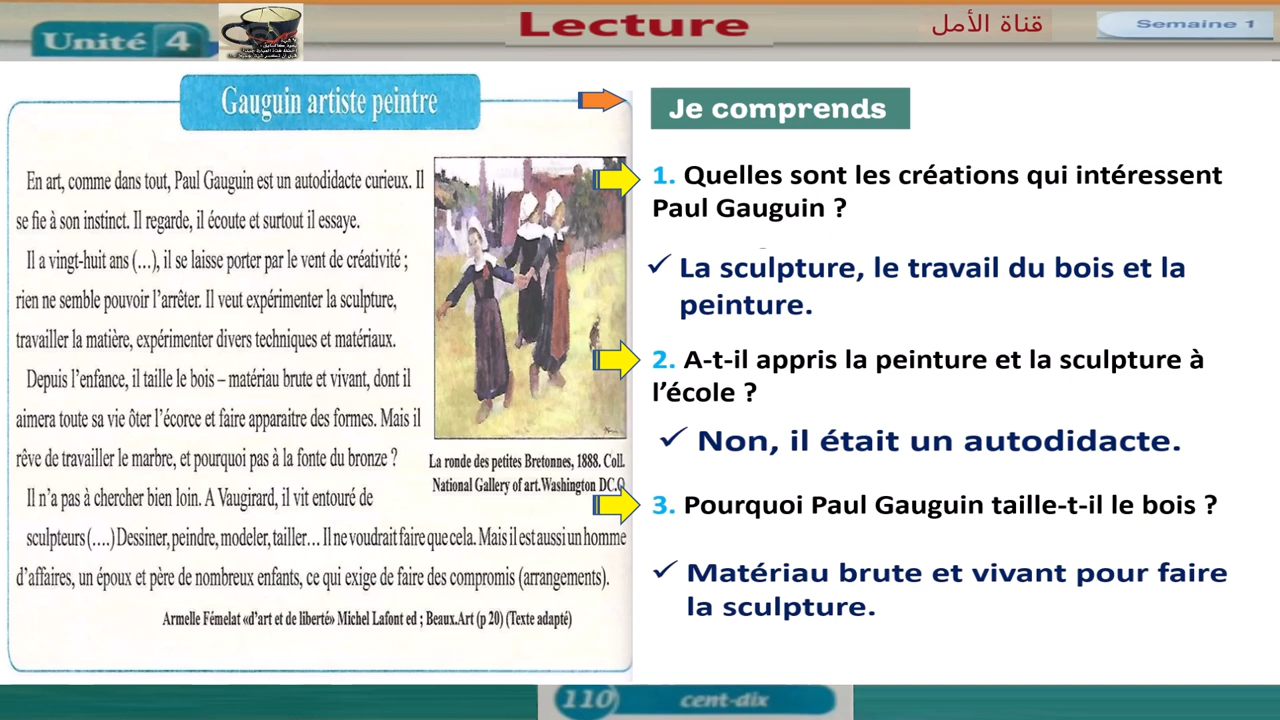 Unité 4
Lecture
قناة الأمل
Semaine 1
Gauguin artiste peintre
En art, comme dans tout, Paul Gauguin est un autodidacte curieux. Il
se fie à son instinct. Il regarde, il écoute et surtout il essaye.
Il a vingt-huit ans (...), il se laisse porter par le vent de créativité ;
rien ne semble pouvoir l'arrêter. Il veut expérimenter la sculpture,
travailler la matière, expérimenter divers techniques et matériaux.
Depuis l'enfance, il taille le bois – matériau brute et vivant, dont il
aimera toute sa vie ôter l'écorce et faire apparaitre des formes. Mais il
rêve de travailler le marbre, et pourquoi pas à la fonte du bronze ?
Il n'a pas à chercher bien loin. A Vaugirard, il vit entouré de
sculpteurs (....) Dessiner, peindre, modeler, tailler... Il ne voudrait faire que cela. Mais il est aussi un homme
d'affaires, un époux et père de nombreux enfants, ce qui exige de faire des compromis (arrangements).
Armelle Fémelat «d'art et de liberté» Michel Lafont ed ; Beaux.Art (p 20) (Texte adapté)
La ronde des petites Bretonnes, 1888. Coll.
National Gallery of art.Washington DC.
Je comprends
1. Quelles sont les créations qui intéressent
Paul Gauguin ?
✓ La sculpture, le travail du bois et la
peinture.
2. A-t-il appris la peinture et la sculpture à
l'école ?
✓ Non, il était un autodidacte.
3. Pourquoi Paul Gauguin taille-t-il le bois ?
✓ Matériau brute et vivant pour faire
la sculpture.
110 cent-dix